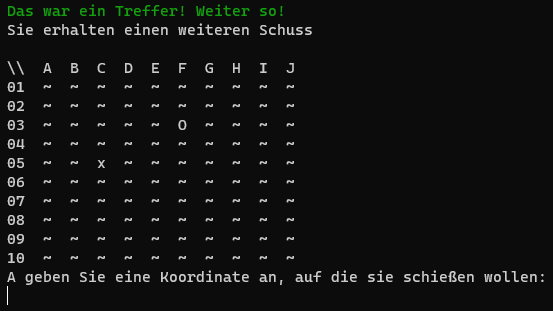 Das war ein Treffer! Weiter so!
Sie erhalten einen weiteren Schuss
\\ A B C D E F G H I J
01 ~ ~ ~ ~ ~ ~ ~ ~ ~ ~
02 ~ ~ ~ ~ ~ ~ ~ ~ ~ ~
03 ~ ~ ~ ~ ~ O ~ ~ ~ ~
04 ~ ~ ~ ~ ~ ~ ~ ~ ~ ~
05 ~ ~ x ~ ~ ~ ~ ~ ~ ~
06 ~ ~ ~ ~ ~ ~ ~ ~ ~ ~
07 ~ ~ ~ ~ ~ ~ ~ ~ ~ ~
08 ~ ~ ~ ~ ~ ~ ~ ~ ~ ~
09 ~ ~ ~ ~ ~ ~ ~ ~ ~ ~
10 ~ ~ ~ ~ ~ ~ ~ ~ ~ ~
A geben Sie eine Koordinate an, auf die sie schießen wollen: